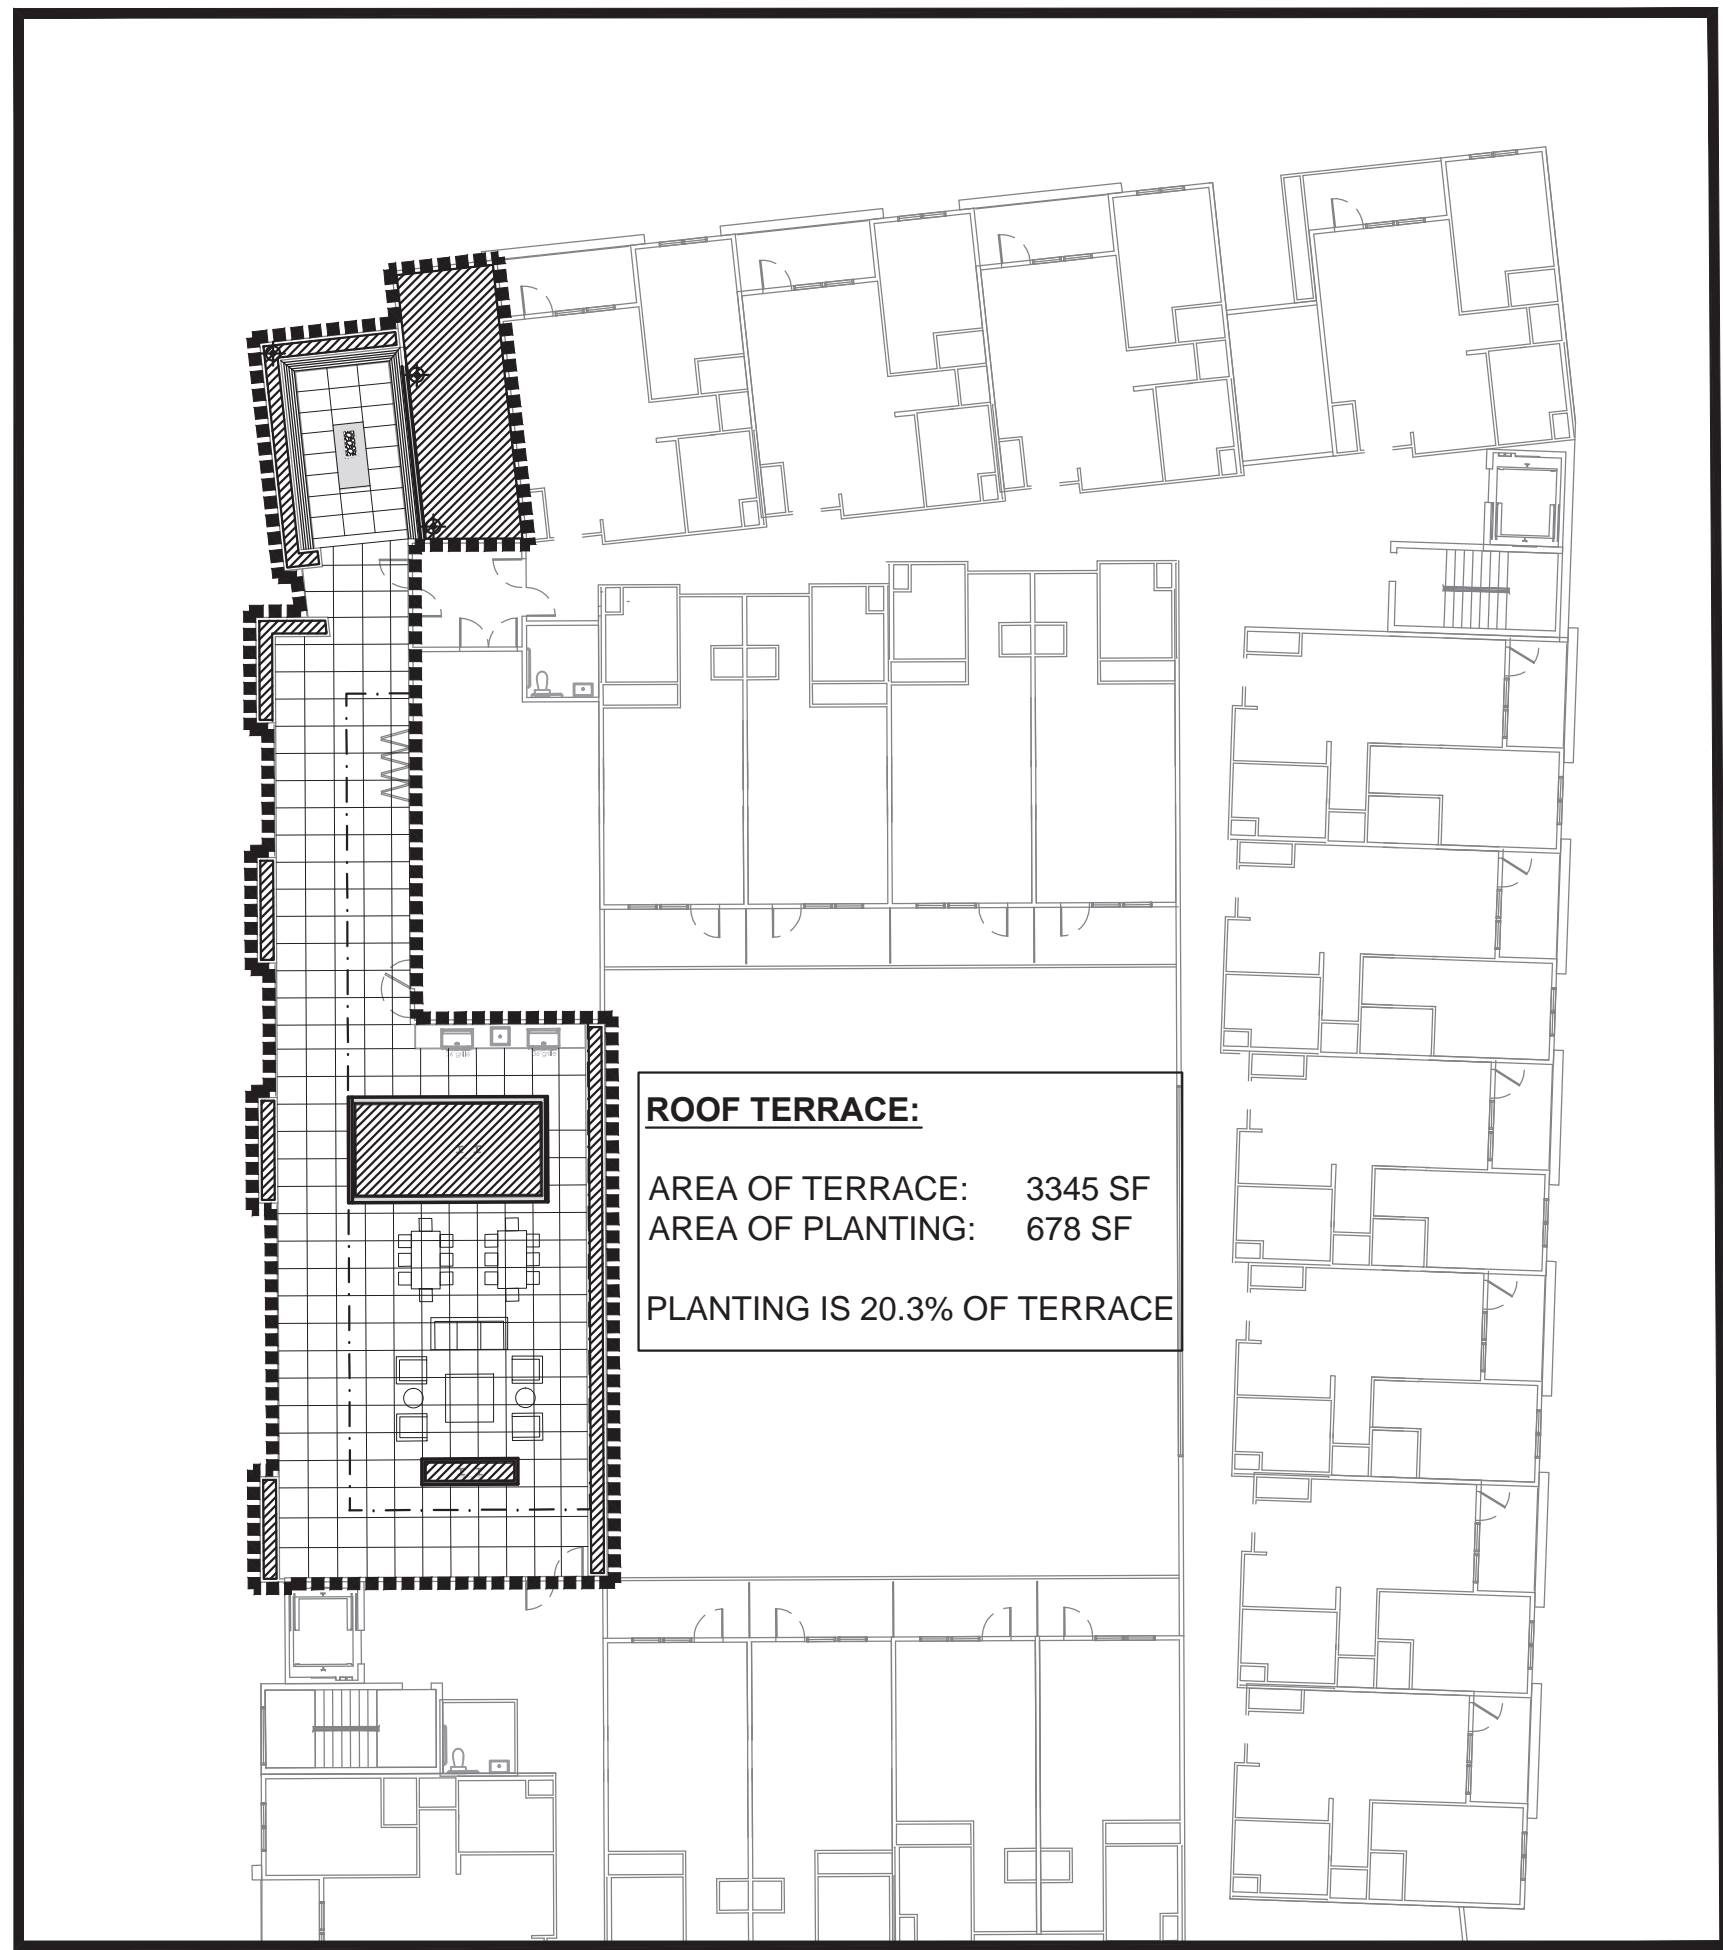 ROOF TERRACE:
AREA OF TERRACE: 3345 SF
AREA OF PLANTING: 678 SF
PLANTING IS 20.3% OF TERRACE